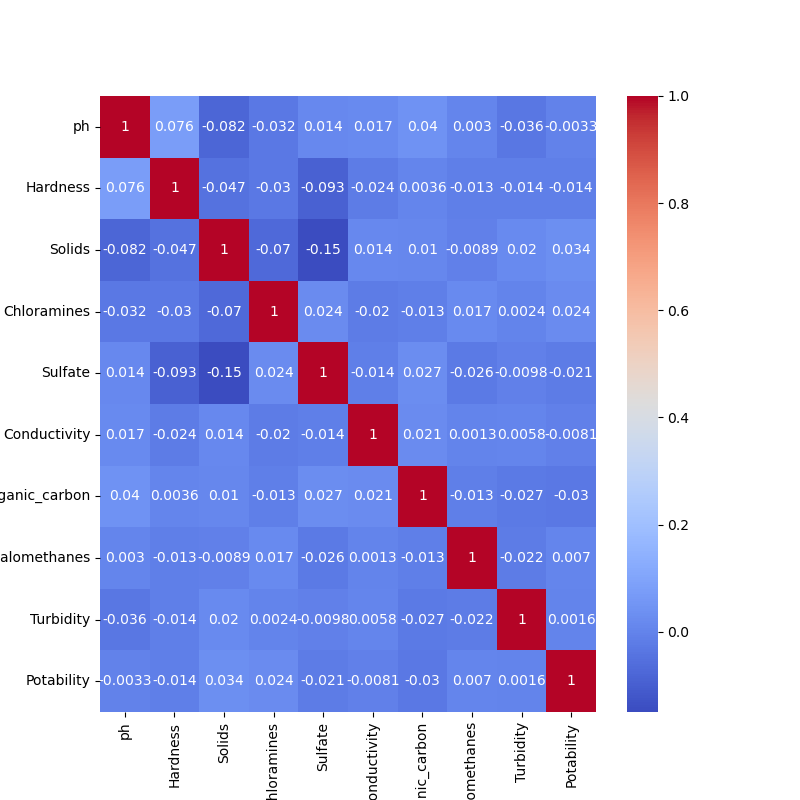 ph 1 0.076 -0.082 -0.032 0.014 0.017 0.04 0.003 -0.036 -0.0033
Hardness 0.076 1 -0.047 -0.03 -0.093 -0.024 0.0036 -0.013 -0.014 -0.014
Solids -0.082 -0.047 1 -0.07 -0.15 0.014 0.01 -0.0089 0.02 0.034
Chloramines -0.032 -0.03 -0.07 1 0.024 -0.02 -0.013 0.017 0.0024 0.024
Sulfate 0.014 -0.093 -0.15 0.024 1 -0.014 0.027 -0.026 -0.0098 -0.021
Conductivity 0.017 -0.024 0.014 -0.02 -0.014 1 0.021 0.0013 0.0058 -0.0081
ganic_carbon 0.04 0.0036 0.01 -0.013 0.027 0.021 1 -0.013 -0.027 -0.03
alomethanes 0.003 -0.013 -0.0089 0.017 -0.026 0.0013 -0.013 1 -0.022 0.007
Turbidity -0.036 -0.014 0.02 0.0024 -0.0098 0.0058 -0.027 -0.022 1 0.0016
Potability -0.0033 -0.014 0.034 0.024 -0.021 -0.0081 -0.03 0.007 0.0016 1
ph Hardness Solids hloramines Sulfate onductivity nic_carbon omethanes Turbidity Potability
1.0
0.8
0.6
0.4
0.2
0.0